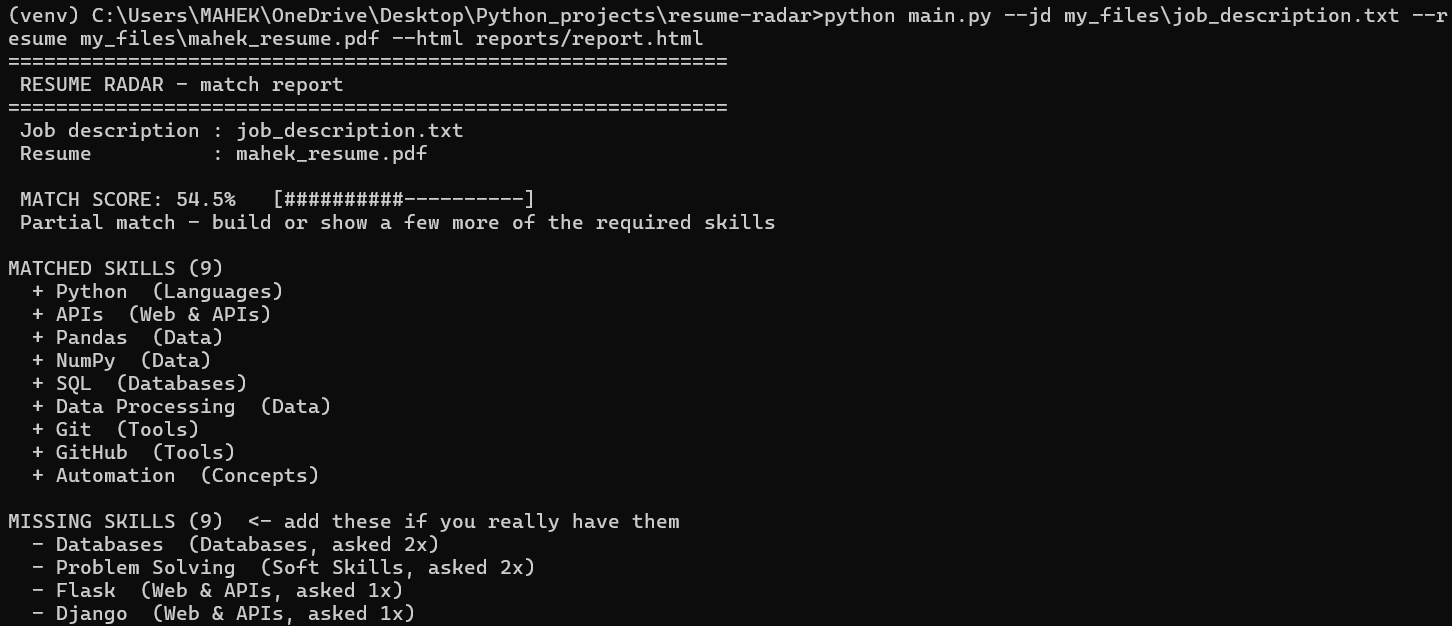 (venv) C:\Users\MAHEK\OneDrive\Desktop\Python_projects\resume-radar>python main.py --jd my_files\job_description.txt --r
esume my_files\mahek_resume.pdf --html reports/report.html
============================================================
 RESUME RADAR - match report
============================================================
 Job description : job_description.txt
 Resume          : mahek_resume.pdf

 MATCH SCORE: 54.5%   [##########----------]
 Partial match - build or show a few more of the required skills

MATCHED SKILLS (9)
  + Python  (Languages)
  + APIs  (Web & APIs)
  + Pandas  (Data)
  + NumPy  (Data)
  + SQL  (Databases)
  + Data Processing  (Data)
  + Git  (Tools)
  + GitHub  (Tools)
  + Automation  (Concepts)

MISSING SKILLS (9)  <- add these if you really have them
  - Databases  (Databases, asked 2x)
  - Problem Solving  (Soft Skills, asked 2x)
  - Flask  (Web & APIs, asked 1x)
  - Django  (Web & APIs, asked 1x)